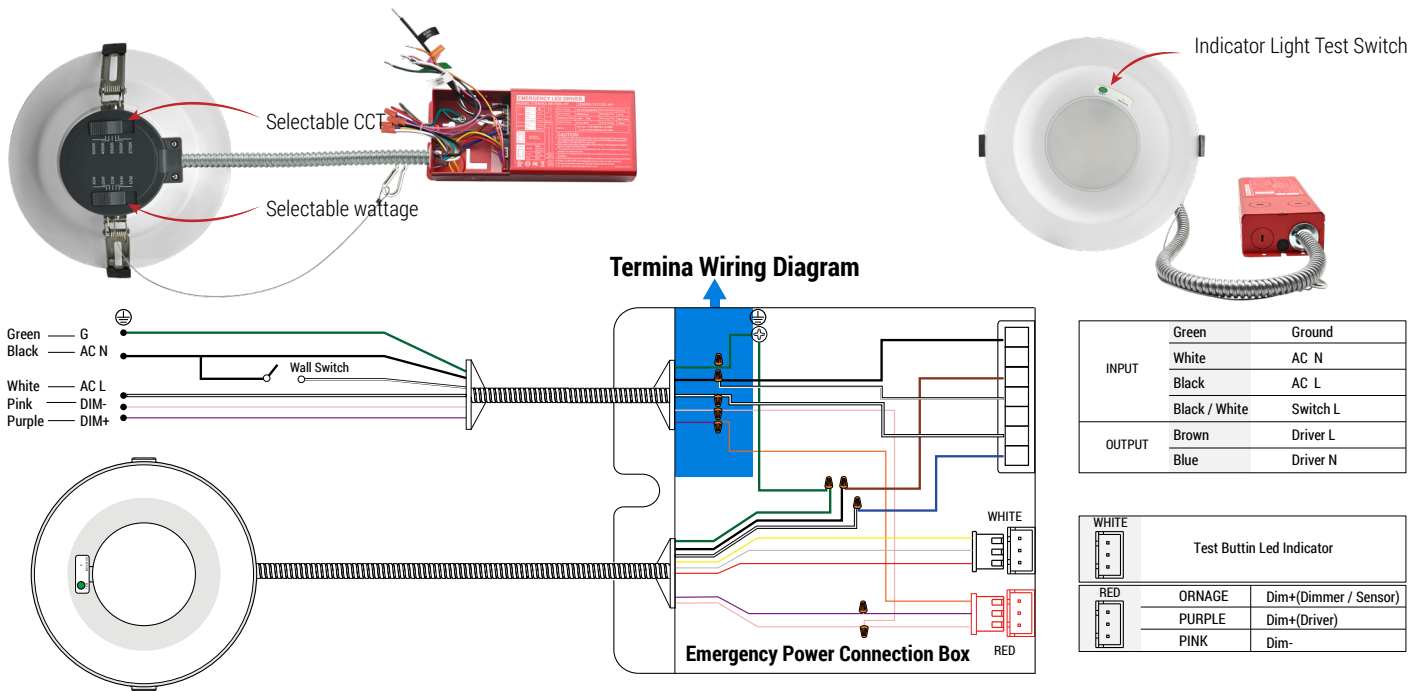 Indicator Light Test Switch
EMERGENCY LED DRIVER
CAUTION:
Selectable CCT
Selectable wattage
Termina Wiring Diagram
Green G
Black AC N
Wall Switch
White AC L
Pink DIM-
Purple DIM+
WHITE
RED
Emergency Power Connection Box
INPUT
Green Ground
White AC N
Black AC L
Black / White Switch L
OUTPUT
Brown Driver L
Blue Driver N
WHITE
Test Buttin Led Indicator
RED
ORNAGE Dim+(Dimmer / Sensor)
PURPLE Dim+(Driver)
PINK Dim-